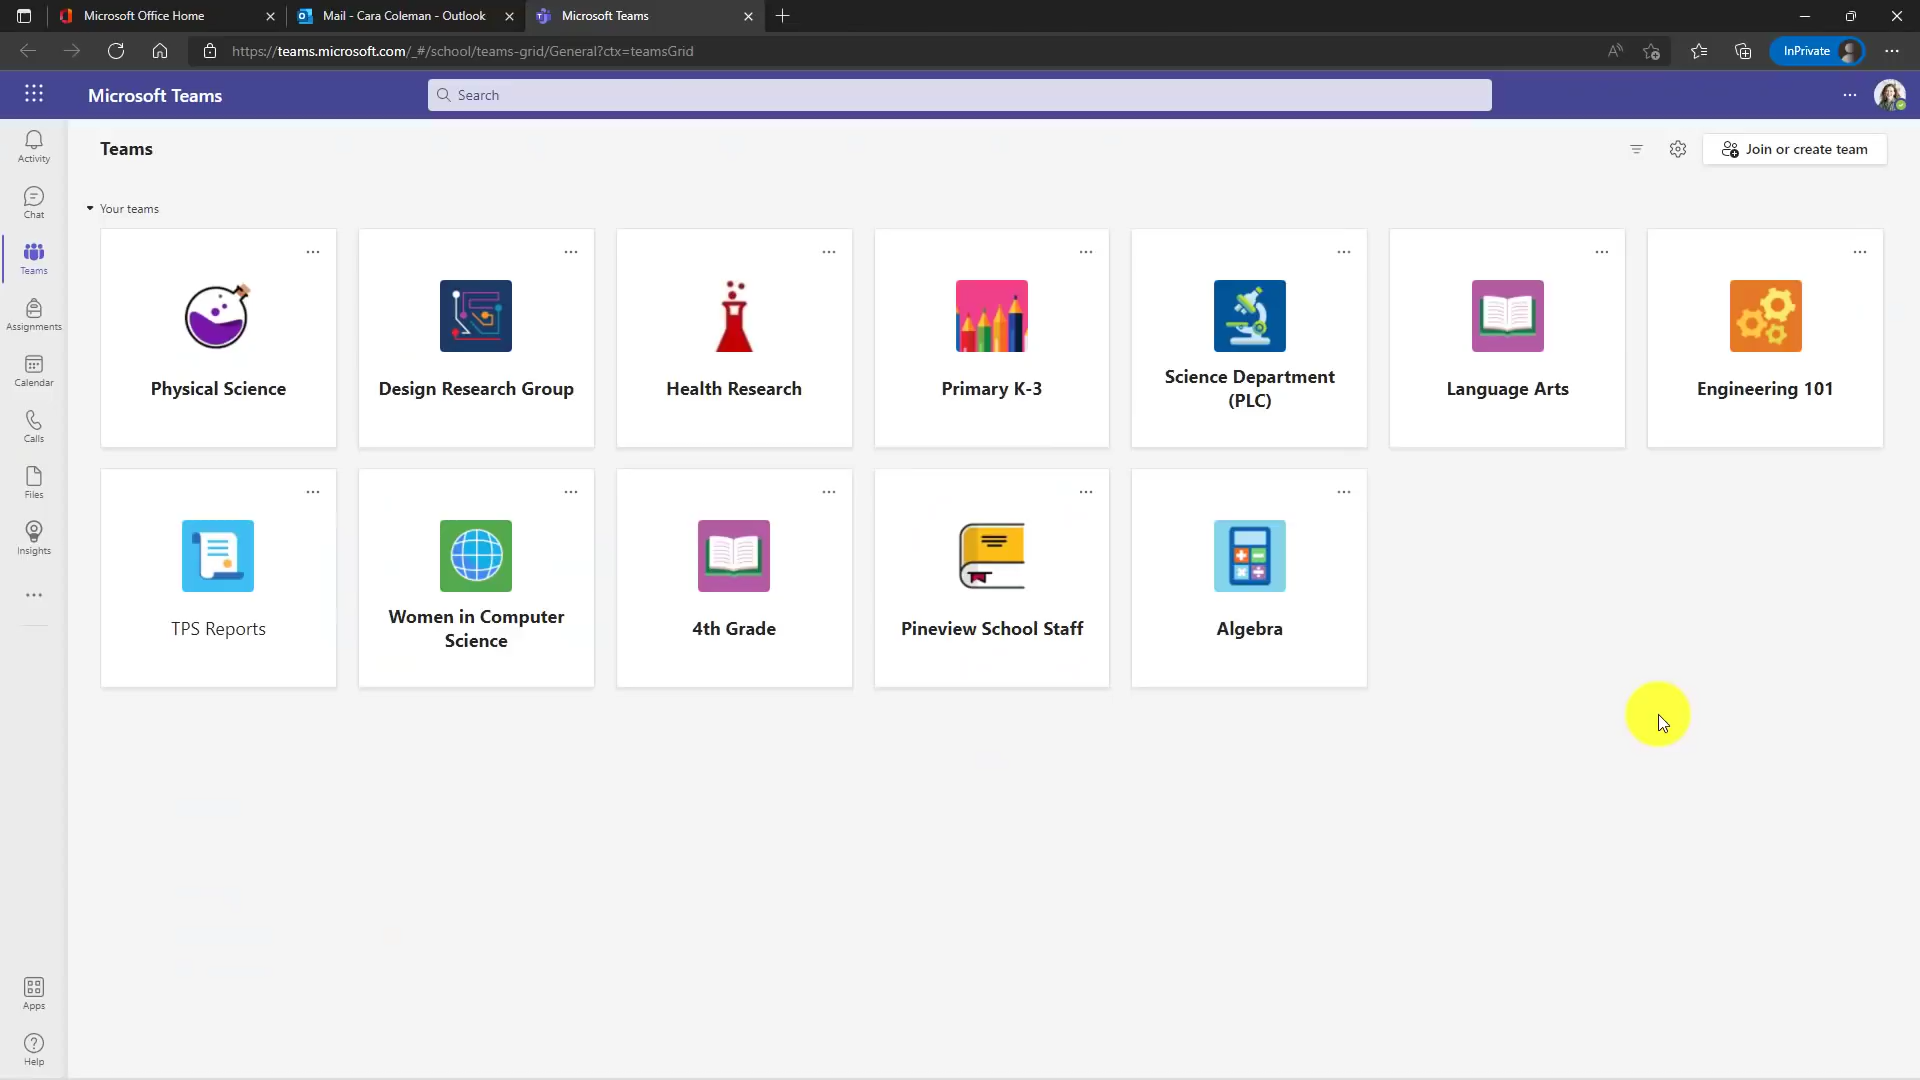 Microsoft Office Home
Mail - Cara Coleman - Outlook
Microsoft Teams
https://teams.microsoft.com/_#/school/teams-grid/General?ctx=teamsGrid
InPrivate
Microsoft Teams
Search
Activity
Chat
Teams
Assignments
Calendar
Calls
Files
Insights
Apps
Help
Teams
Join or create team
Your teams
Physical Science
Design Research Group
Health Research
Primary K-3
Science Department
(PLC)
Language Arts
Engineering 101
TPS Reports
Women in Computer
Science
4th Grade
Pineview School Staff
Algebra